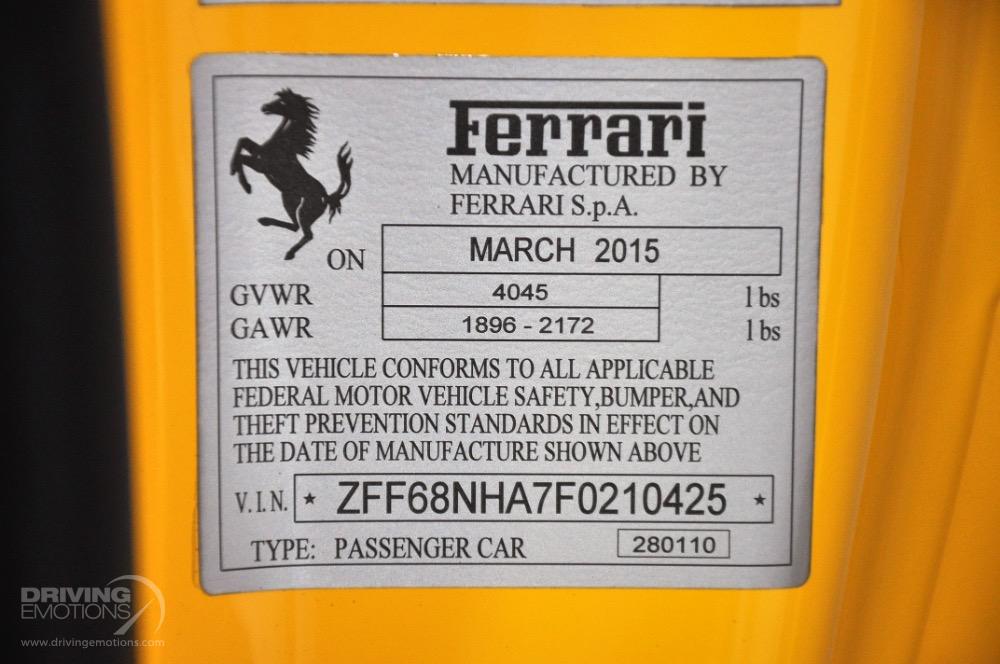 Ferrari
MANUFACTURED BY
FERRARI S.p.A.
ON MARCH 2015
GVWR 4045 lbs
GAWR 1896 - 2172 lbs
THIS VEHICLE CONFORMS TO ALL APPLICABLE
FEDERAL MOTOR VEHICLE SAFETY,BUMPER,AND
THEFT PREVENTION STANDARDS IN EFFECT ON
THE DATE OF MANUFACTURE SHOWN ABOVE
V.I.N. * ZFF68NHA7F0210425 *
TYPE: PASSENGER CAR 280110
DRIVING
EMOTIONS
www.drivingemotions.com